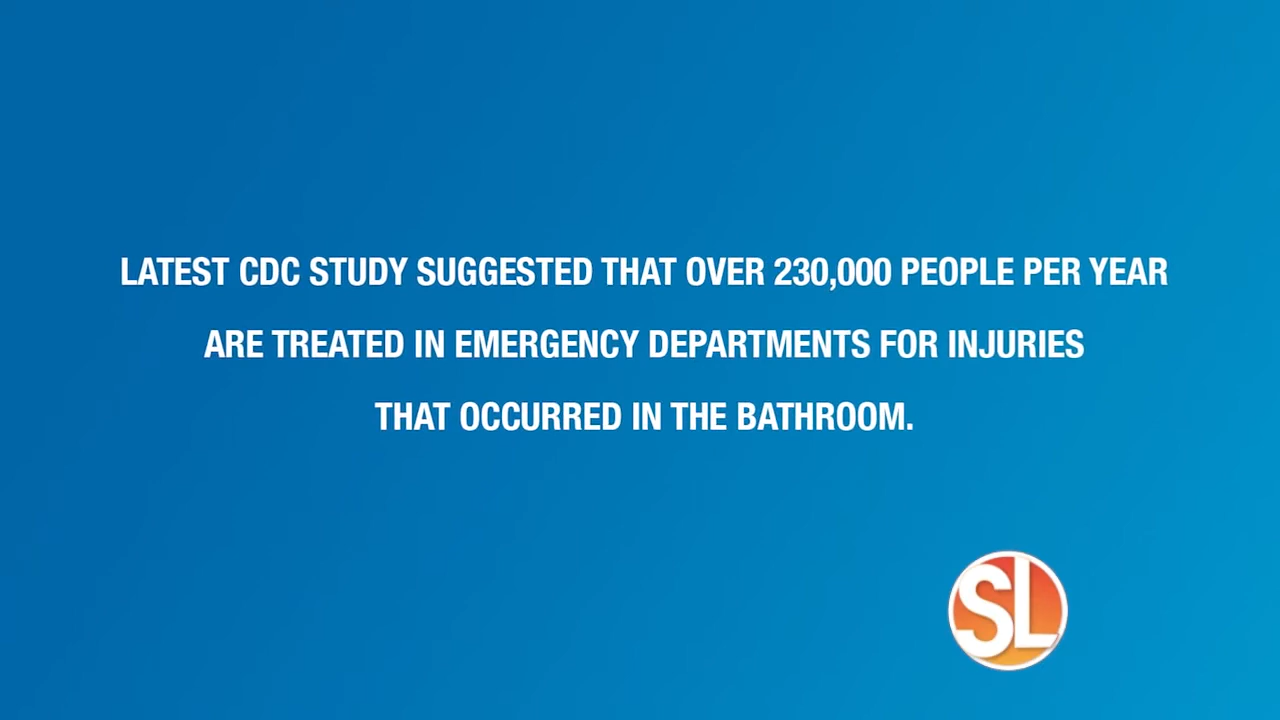 LATEST CDC STUDY SUGGESTED THAT OVER 230,000 PEOPLE PER YEAR
ARE TREATED IN EMERGENCY DEPARTMENTS FOR INJURIES
THAT OCCURRED IN THE BATHROOM.
SL